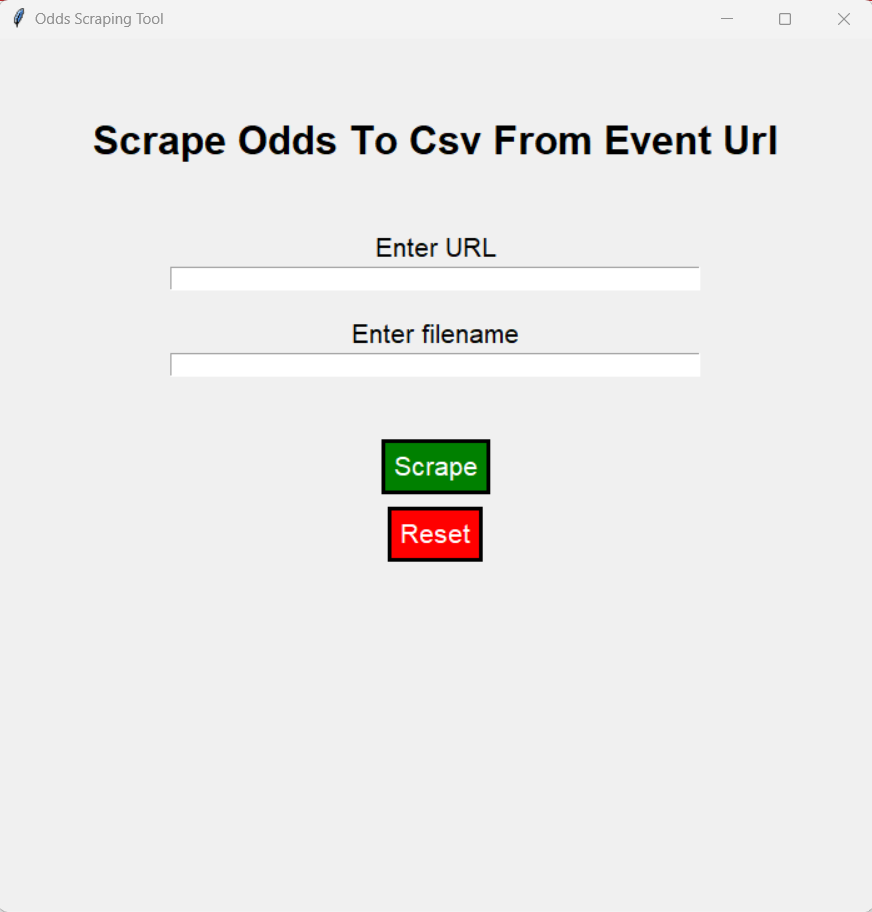 Odds Scraping Tool
Scrape Odds To Csv From Event Url
Enter URL
Enter filename
Scrape
Reset